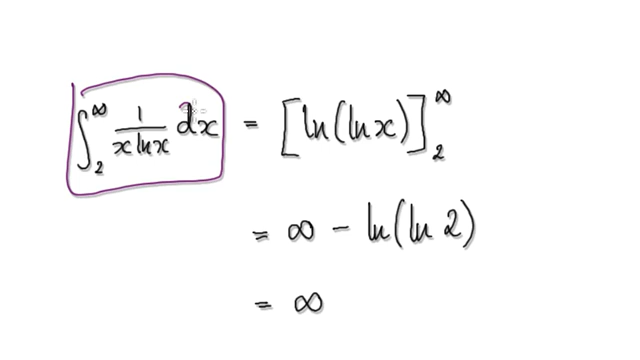 ∫₂^∞ 1/(x ln x) dx = [ln(ln x)]₂^∞
= ∞ − ln(ln 2)
= ∞